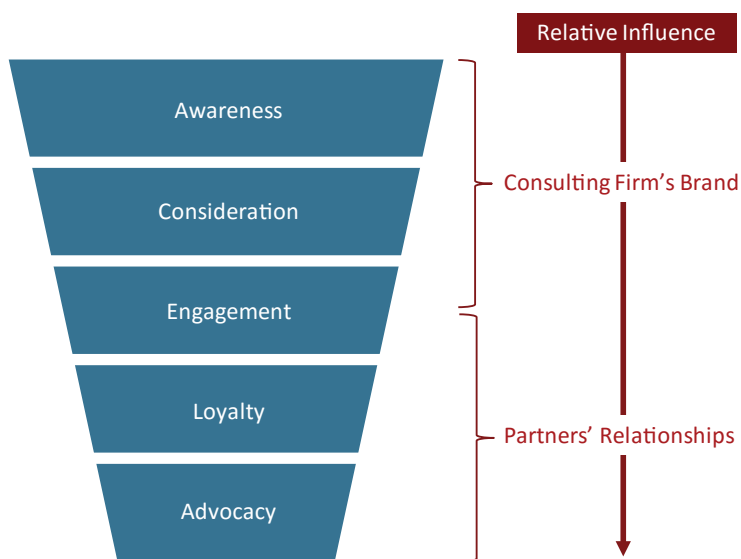 Relative Influence
Awareness
Consulting Firm’s Brand
Consideration
Engagement
Loyalty
Partners’ Relationships
Advocacy